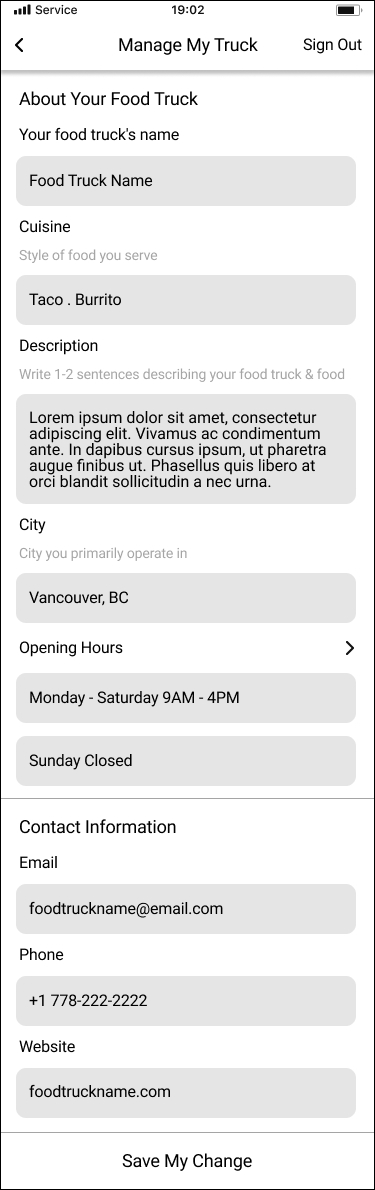 Service 19:02
Manage My Truck Sign Out
About Your Food Truck
Your food truck's name
Food Truck Name
Cuisine
Style of food you serve
Taco . Burrito
Description
Write 1-2 sentences describing your food truck & food
Lorem ipsum dolor sit amet, consectetur
adipiscing elit. Vivamus ac condimentum
ante. In dapibus cursus ipsum, ut pharetra
augue finibus ut. Phasellus quis libero at
orci blandit sollicitudin a nec urna.
City
City you primarily operate in
Vancouver, BC
Opening Hours
Monday - Saturday 9AM - 4PM
Sunday Closed
Contact Information
Email
foodtruckname@email.com
Phone
+1 778-222-2222
Website
foodtruckname.com
Save My Change